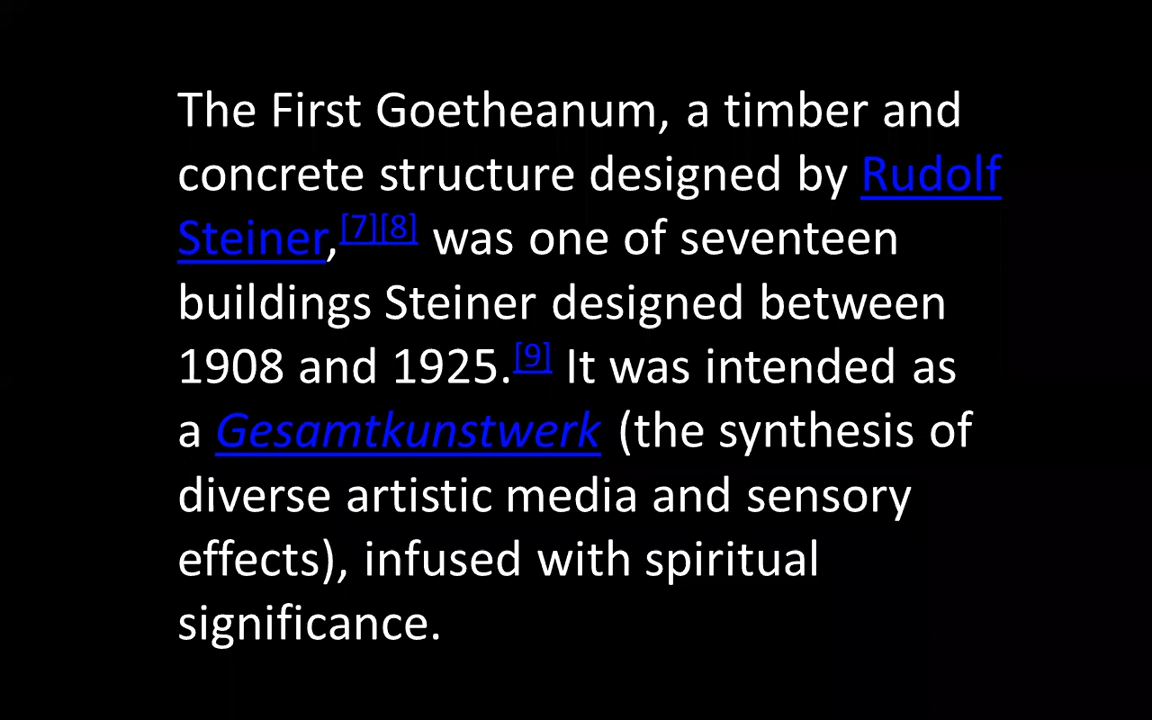 The First Goetheanum, a timber and
concrete structure designed by Rudolf
Steiner,[7][8] was one of seventeen
buildings Steiner designed between
1908 and 1925.[9] It was intended as
a Gesamtkunstwerk (the synthesis of
diverse artistic media and sensory
effects), infused with spiritual
significance.